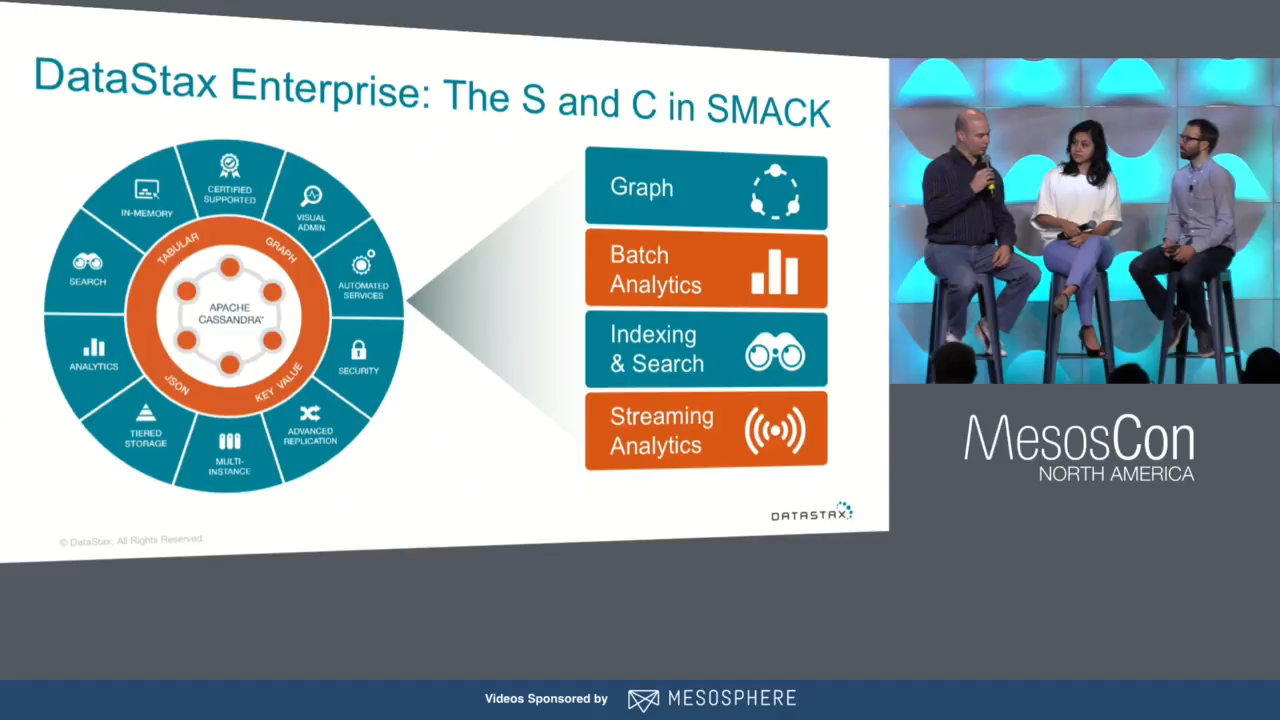 DataStax Enterprise: The S and C in SMACK
CERTIFIED
SUPPORTED
VISUAL
ADMIN
AUTOMATED
SERVICES
SECURITY
ADVANCED
REPLICATION
MULTI-
INSTANCE
TIERED
STORAGE
ANALYTICS
SEARCH
IN-MEMORY
TABULAR
GRAPH
KEY VALUE
JSON
APACHE
CASSANDRA™
Graph
Batch
Analytics
Indexing
& Search
Streaming
Analytics
DATASTAX
© DataStax. All Rights Reserved.
MesosCon
NORTH AMERICA
Videos Sponsored by MESOSPHERE